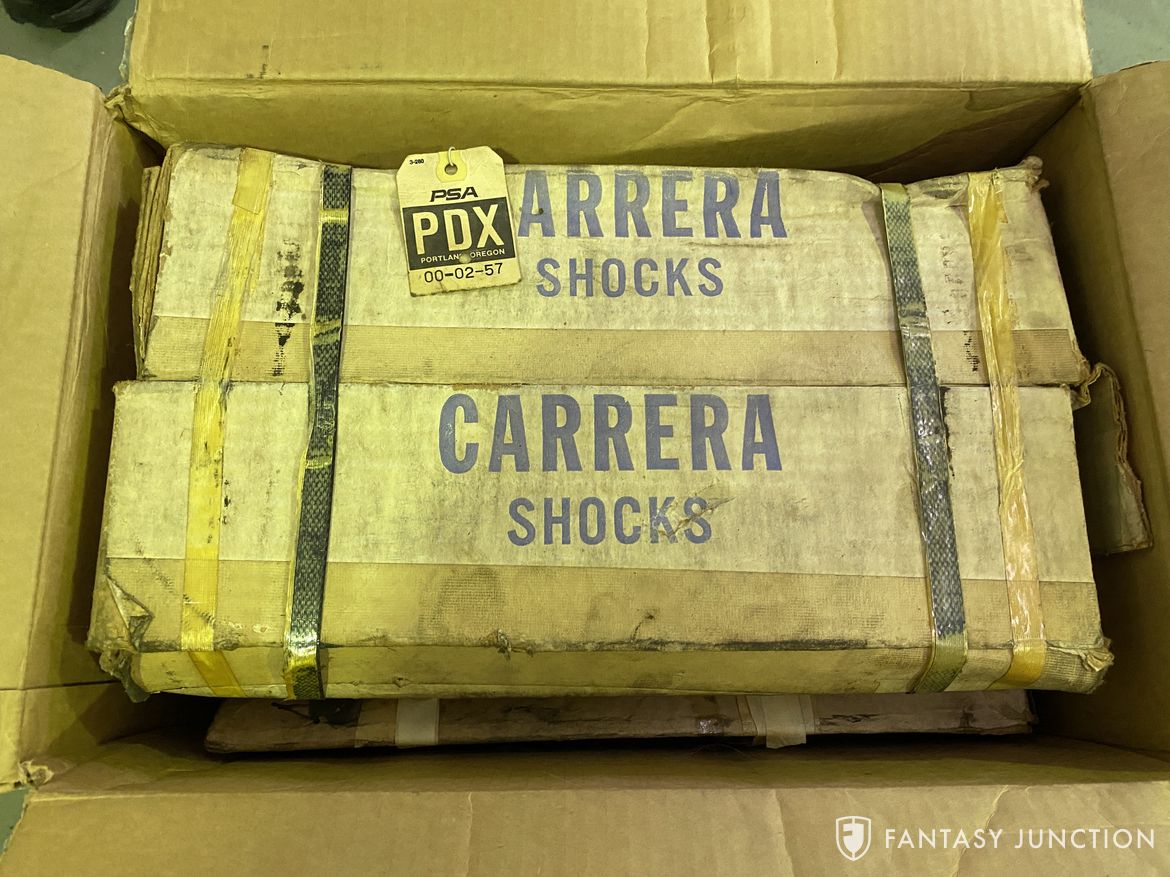 3-280
PSA
PDX
PORTLAND OREGON
00-02-57
ARRERA
SHOCKS
CARRERA
SHOCKS
FANTASY JUNCTION